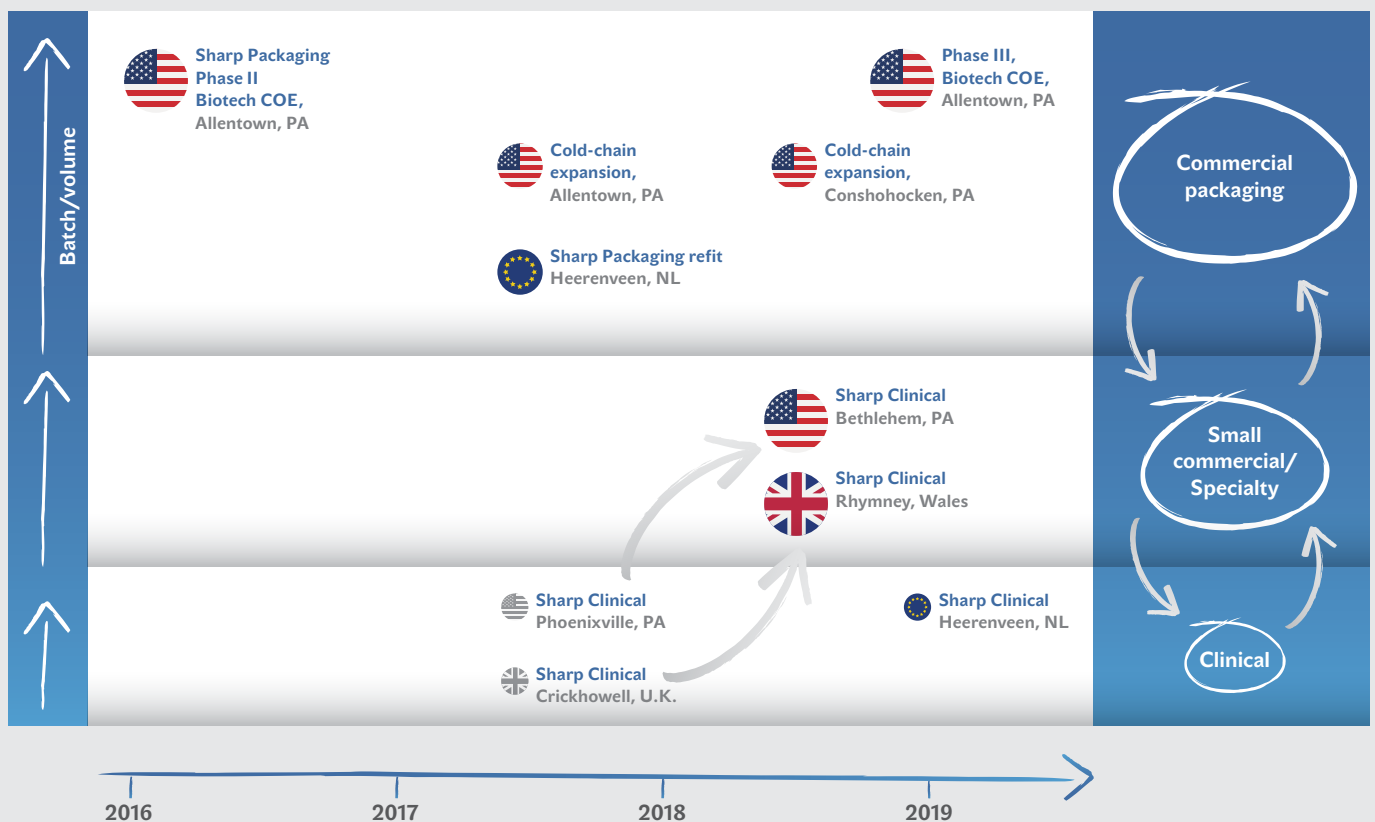 Batch/volume
Sharp Packaging
Phase II
Biotech COE,
Allentown, PA
Phase III,
Biotech COE,
Allentown, PA
Cold-chain
expansion,
Allentown, PA
Cold-chain
expansion,
Conshohocken, PA
Sharp Packaging refit
Heerenveen, NL
Commercial
packaging
Sharp Clinical
Bethlehem, PA
Sharp Clinical
Rhymney, Wales
Small
commercial/
Specialty
Sharp Clinical
Phoenixville, PA
Sharp Clinical
Heerenveen, NL
Sharp Clinical
Crickhowell, U.K.
Clinical
2016
2017
2018
2019